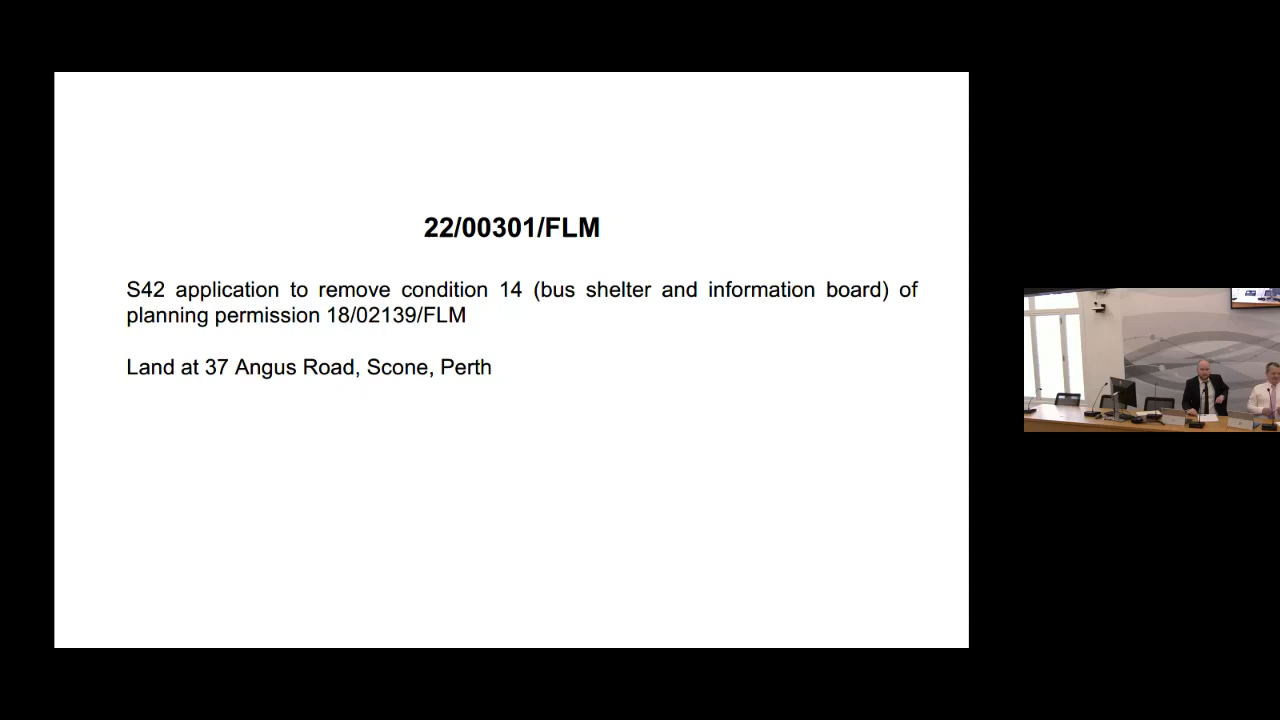 22/00301/FLM
S42 application to remove condition 14 (bus shelter and information board) of
planning permission 18/02139/FLM
Land at 37 Angus Road, Scone, Perth